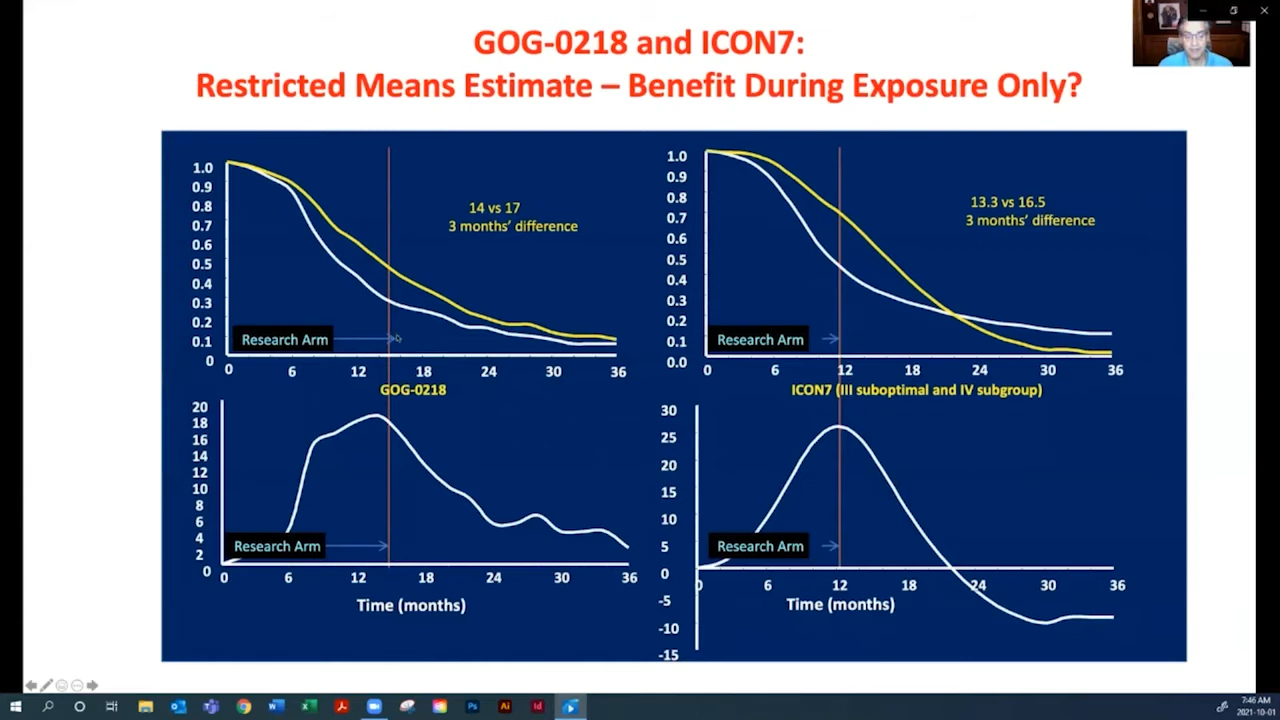 GOG-0218 and ICON7:
Restricted Means Estimate – Benefit During Exposure Only?
1.0
0.9
0.8
0.7
0.6
0.5
0.4
0.3
0.2
0.1
0
14 vs 17
3 months' difference
Research Arm
0 6 12 18 24 30 36
GOG-0218
1.0
0.9
0.8
0.7
0.6
0.5
0.4
0.3
0.2
0.1
0.0
13.3 vs 16.5
3 months' difference
Research Arm
0 6 12 18 24 30 36
ICON7 (III suboptimal and IV subgroup)
20
18
16
14
12
10
8
6
4
2
0
Research Arm
0 6 12 18 24 30 36
Time (months)
30
25
20
15
10
5
0
-5
-10
-15
Research Arm
0 6 12 18 24 30 36
Time (months)
7:46 AM
2021-10-01